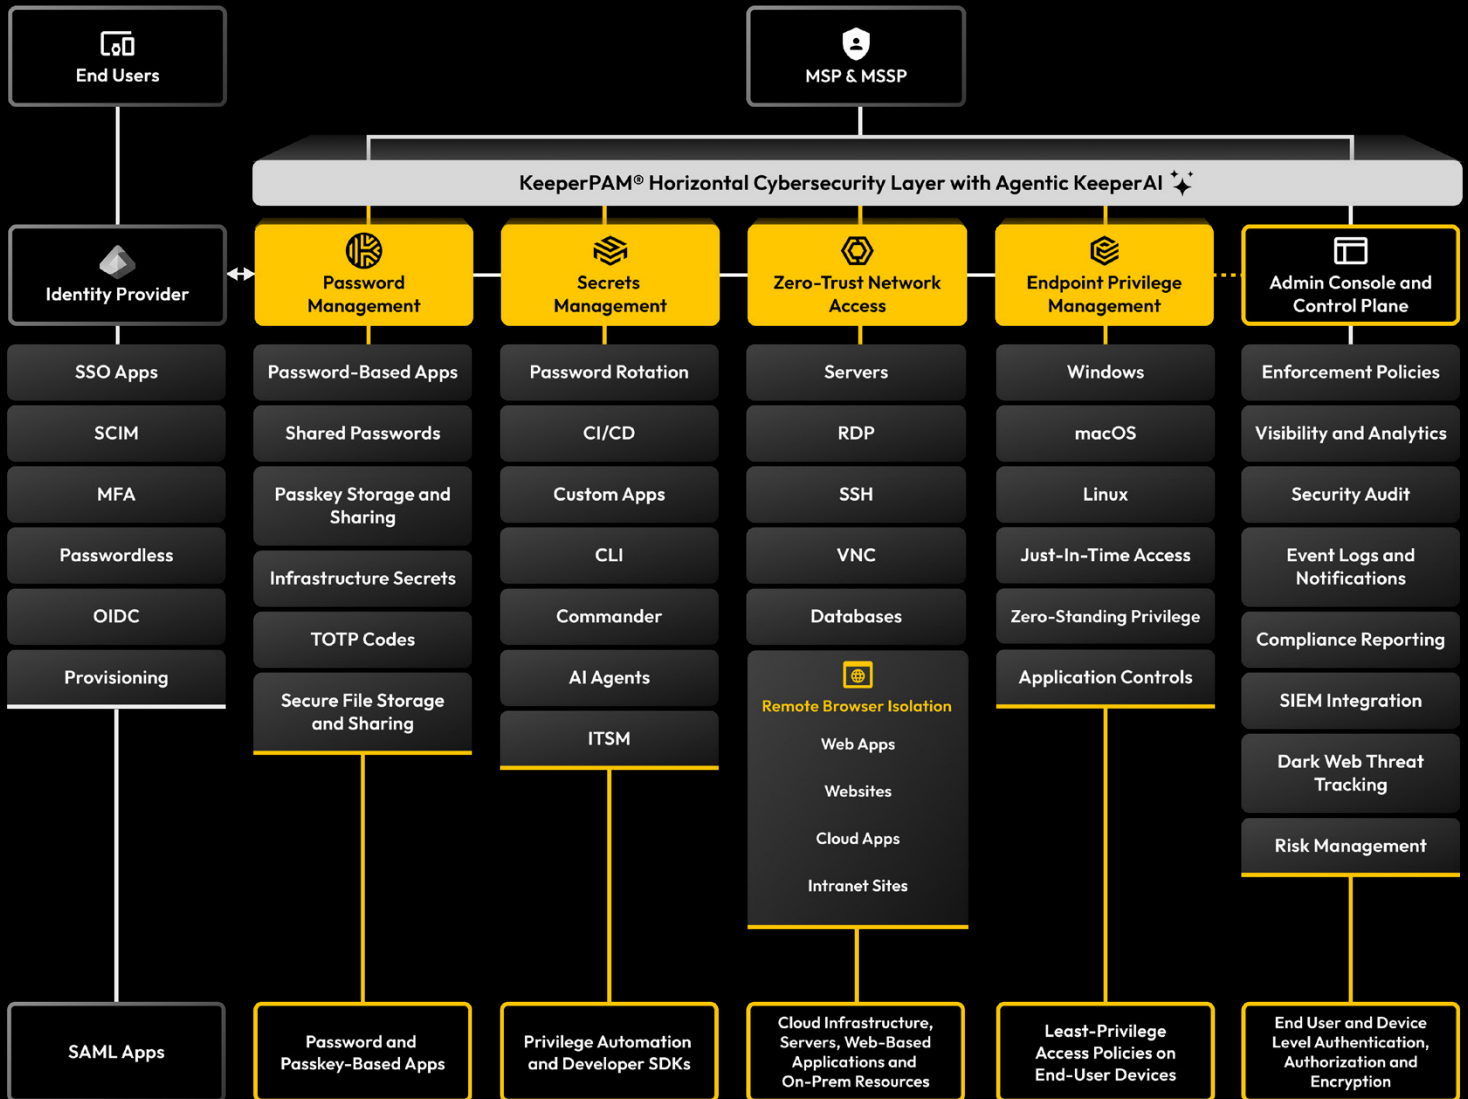 End Users
MSP & MSSP
KeeperPAM® Horizontal Cybersecurity Layer with Agentic KeeperAI
Identity Provider
SSO Apps
SCIM
MFA
Passwordless
OIDC
Provisioning
SAML Apps
Password
Management
Password-Based Apps
Shared Passwords
Passkey Storage and
Sharing
Infrastructure Secrets
TOTP Codes
Secure File Storage
and Sharing
Password and
Passkey-Based Apps
Secrets
Management
Password Rotation
CI/CD
Custom Apps
CLI
Commander
AI Agents
ITSM
Privilege Automation
and Developer SDKs
Zero-Trust Network
Access
Servers
RDP
SSH
VNC
Databases
Remote Browser Isolation
Web Apps
Websites
Cloud Apps
Intranet Sites
Cloud Infrastructure,
Servers, Web-Based
Applications and
On-Prem Resources
Endpoint Privilege
Management
Windows
macOS
Linux
Just-In-Time Access
Zero-Standing Privilege
Application Controls
Least-Privilege
Access Policies on
End-User Devices
Admin Console and
Control Plane
Enforcement Policies
Visibility and Analytics
Security Audit
Event Logs and
Notifications
Compliance Reporting
SIEM Integration
Dark Web Threat
Tracking
Risk Management
End User and Device
Level Authentication,
Authorization and
Encryption